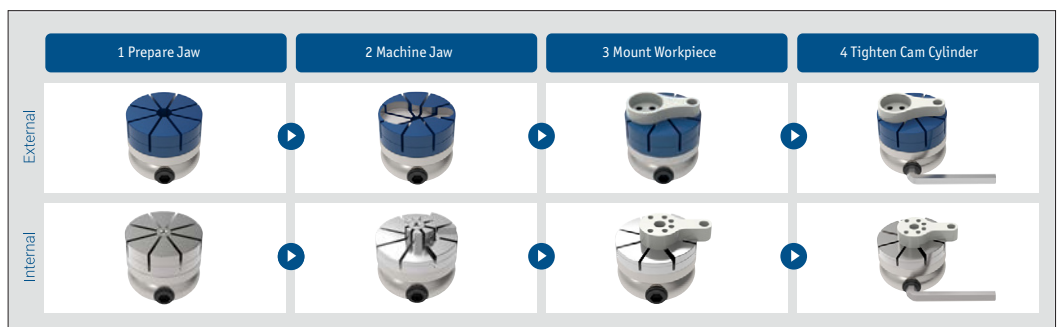 1 Prepare Jaw
2 Machine Jaw
3 Mount Workpiece
4 Tighten Cam Cylinder
External
Internal